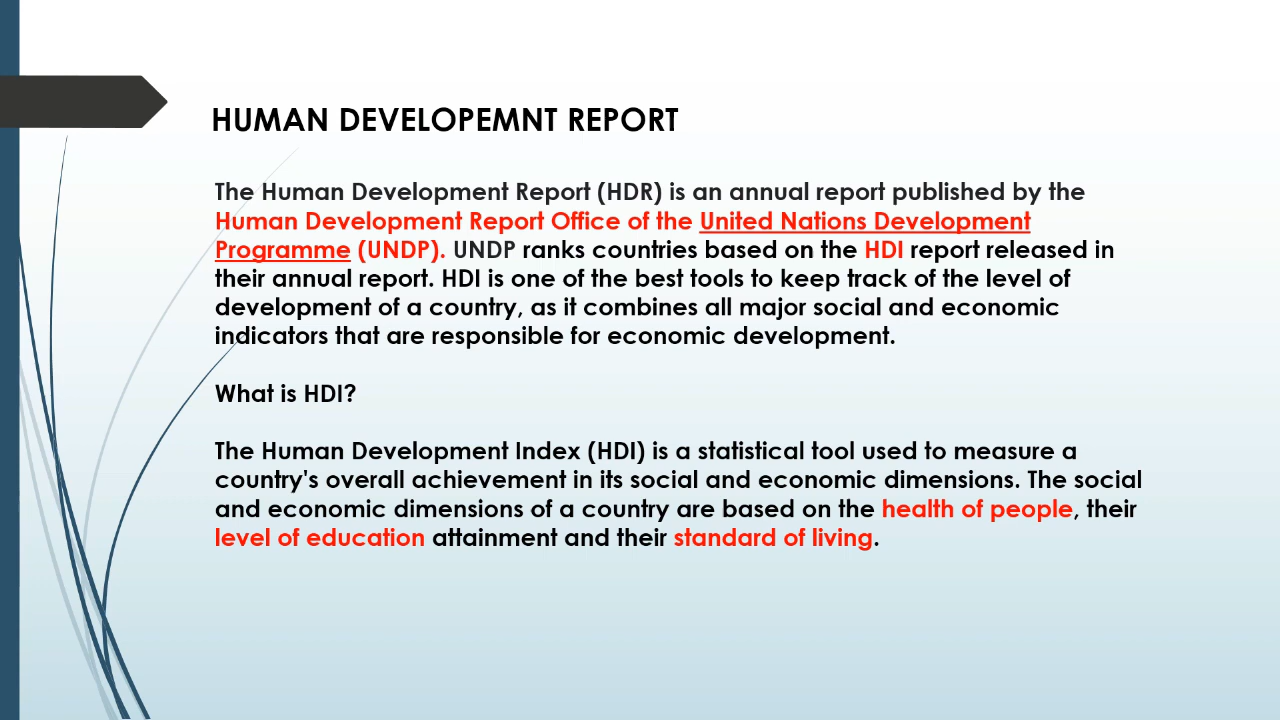 HUMAN DEVELOPEMNT REPORT
The Human Development Report (HDR) is an annual report published by the
Human Development Report Office of the United Nations Development
Programme (UNDP). UNDP ranks countries based on the HDI report released in
their annual report. HDI is one of the best tools to keep track of the level of
development of a country, as it combines all major social and economic
indicators that are responsible for economic development.
What is HDI?
The Human Development Index (HDI) is a statistical tool used to measure a
country's overall achievement in its social and economic dimensions. The social
and economic dimensions of a country are based on the health of people, their
level of education attainment and their standard of living.